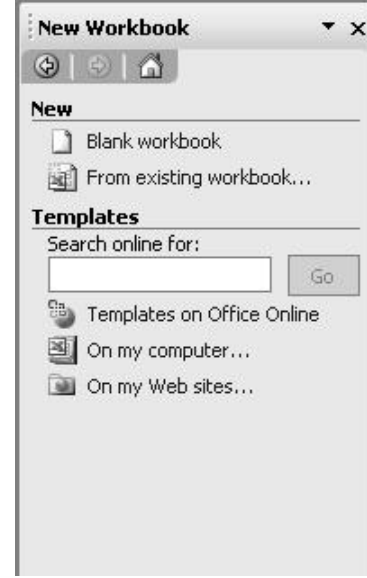 New Workbook
New
Blank workbook
From existing workbook...
Templates
Search online for:
Go
Templates on Office Online
On my computer...
On my Web sites...